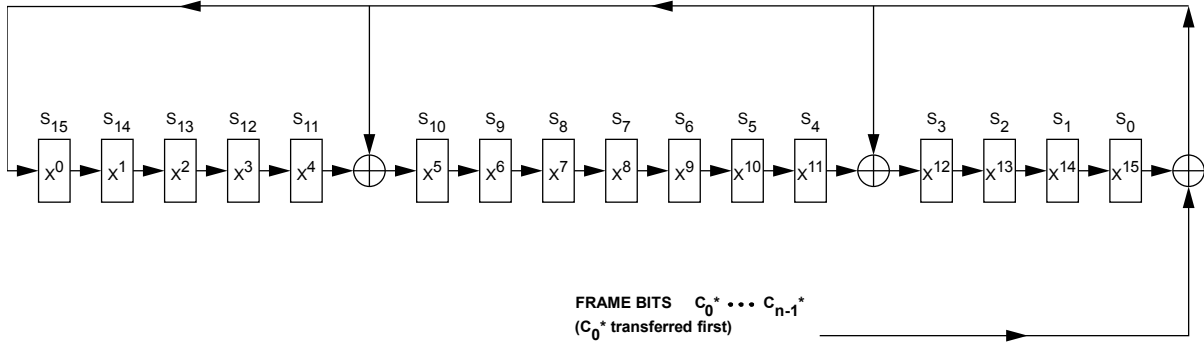 S15 S14 S13 S12 S11 S10 S9 S8 S7 S6 S5 S4 S3 S2 S1 S0
X0 X1 X2 X3 X4 X5 X6 X7 X8 X9 X10 X11 X12 X13 X14 X15
FRAME BITS C0* ••• Cn-1*
(C0* transferred first)